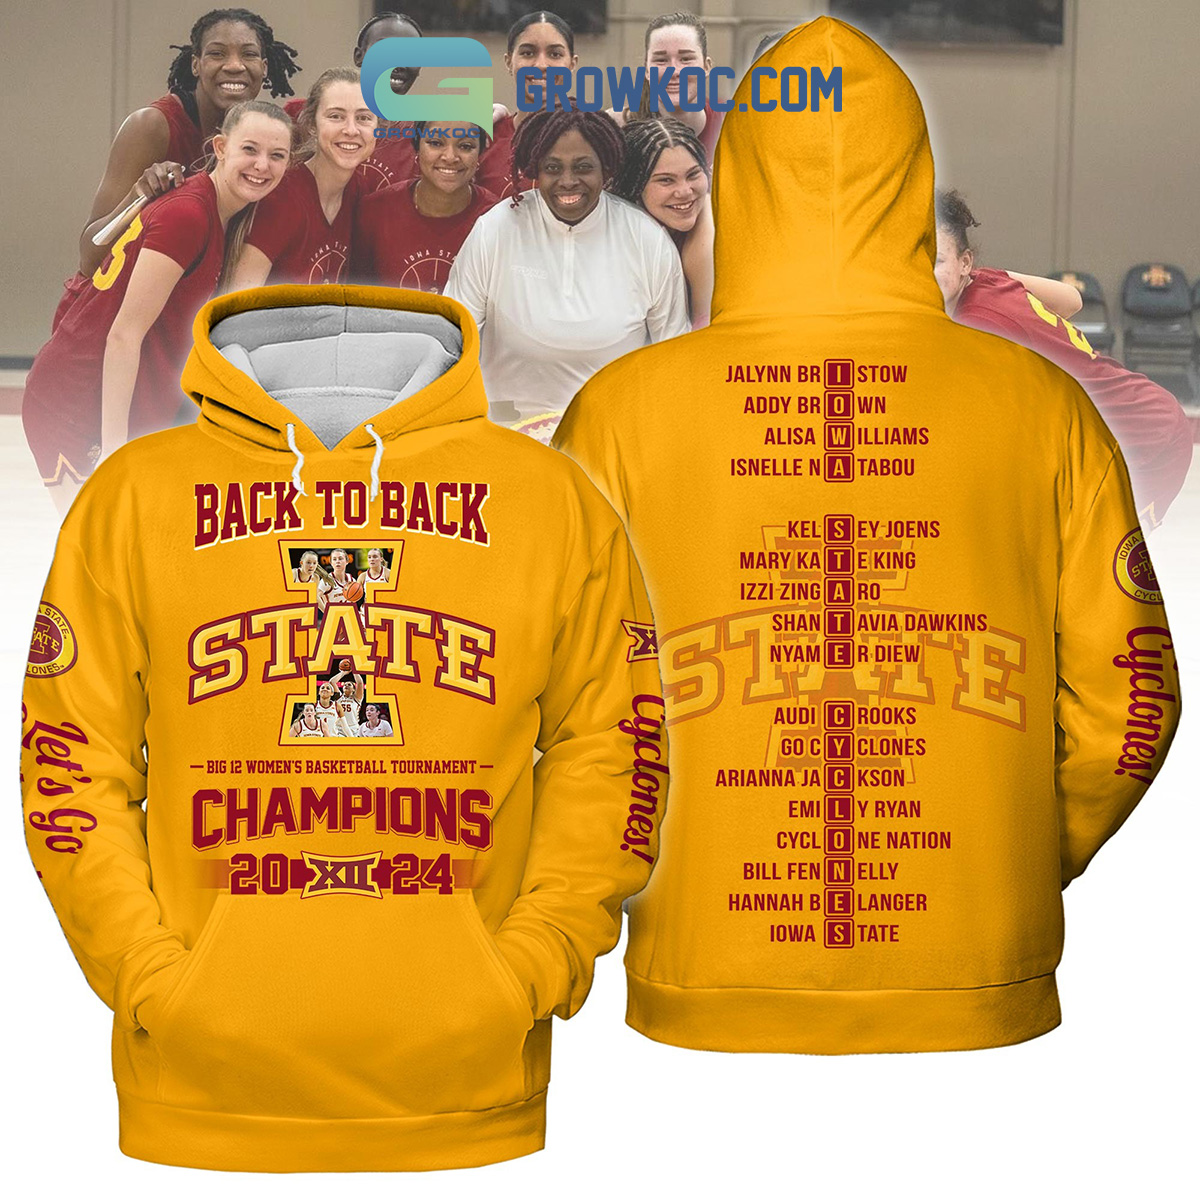 GROWKOC.COM
GROWKOC
BACK TO BACK
STATE
BIG 12 WOMEN'S BASKETBALL TOURNAMENT
CHAMPIONS
20 XII 24
Let's Go
Cyclones!
JALYNN BRISTOW
ADDY BROWN
ALISA WILLIAMS
ISNELLE NATABOU
KELSEY JOENS
MARY KATE KING
IZZI ZINGARO
SHANTAVIA DAWKINS
NYAMER DIEW
AUDI CROOKS
GO CYCLONES
ARIANNA JACKSON
EMILY RYAN
CYCLONE NATION
BILL FENNELLY
HANNAH BELANGER
IOWA STATE
STATE
Cyclones!